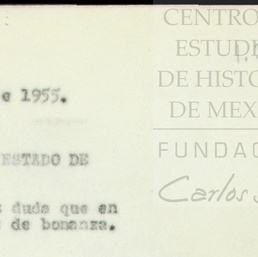 CENTRO
ESTUD
DE HISTO
DE MEX
FUNDAC
Carlos S
e 1955.
ESTADO DE
duda que en
de bonanza.